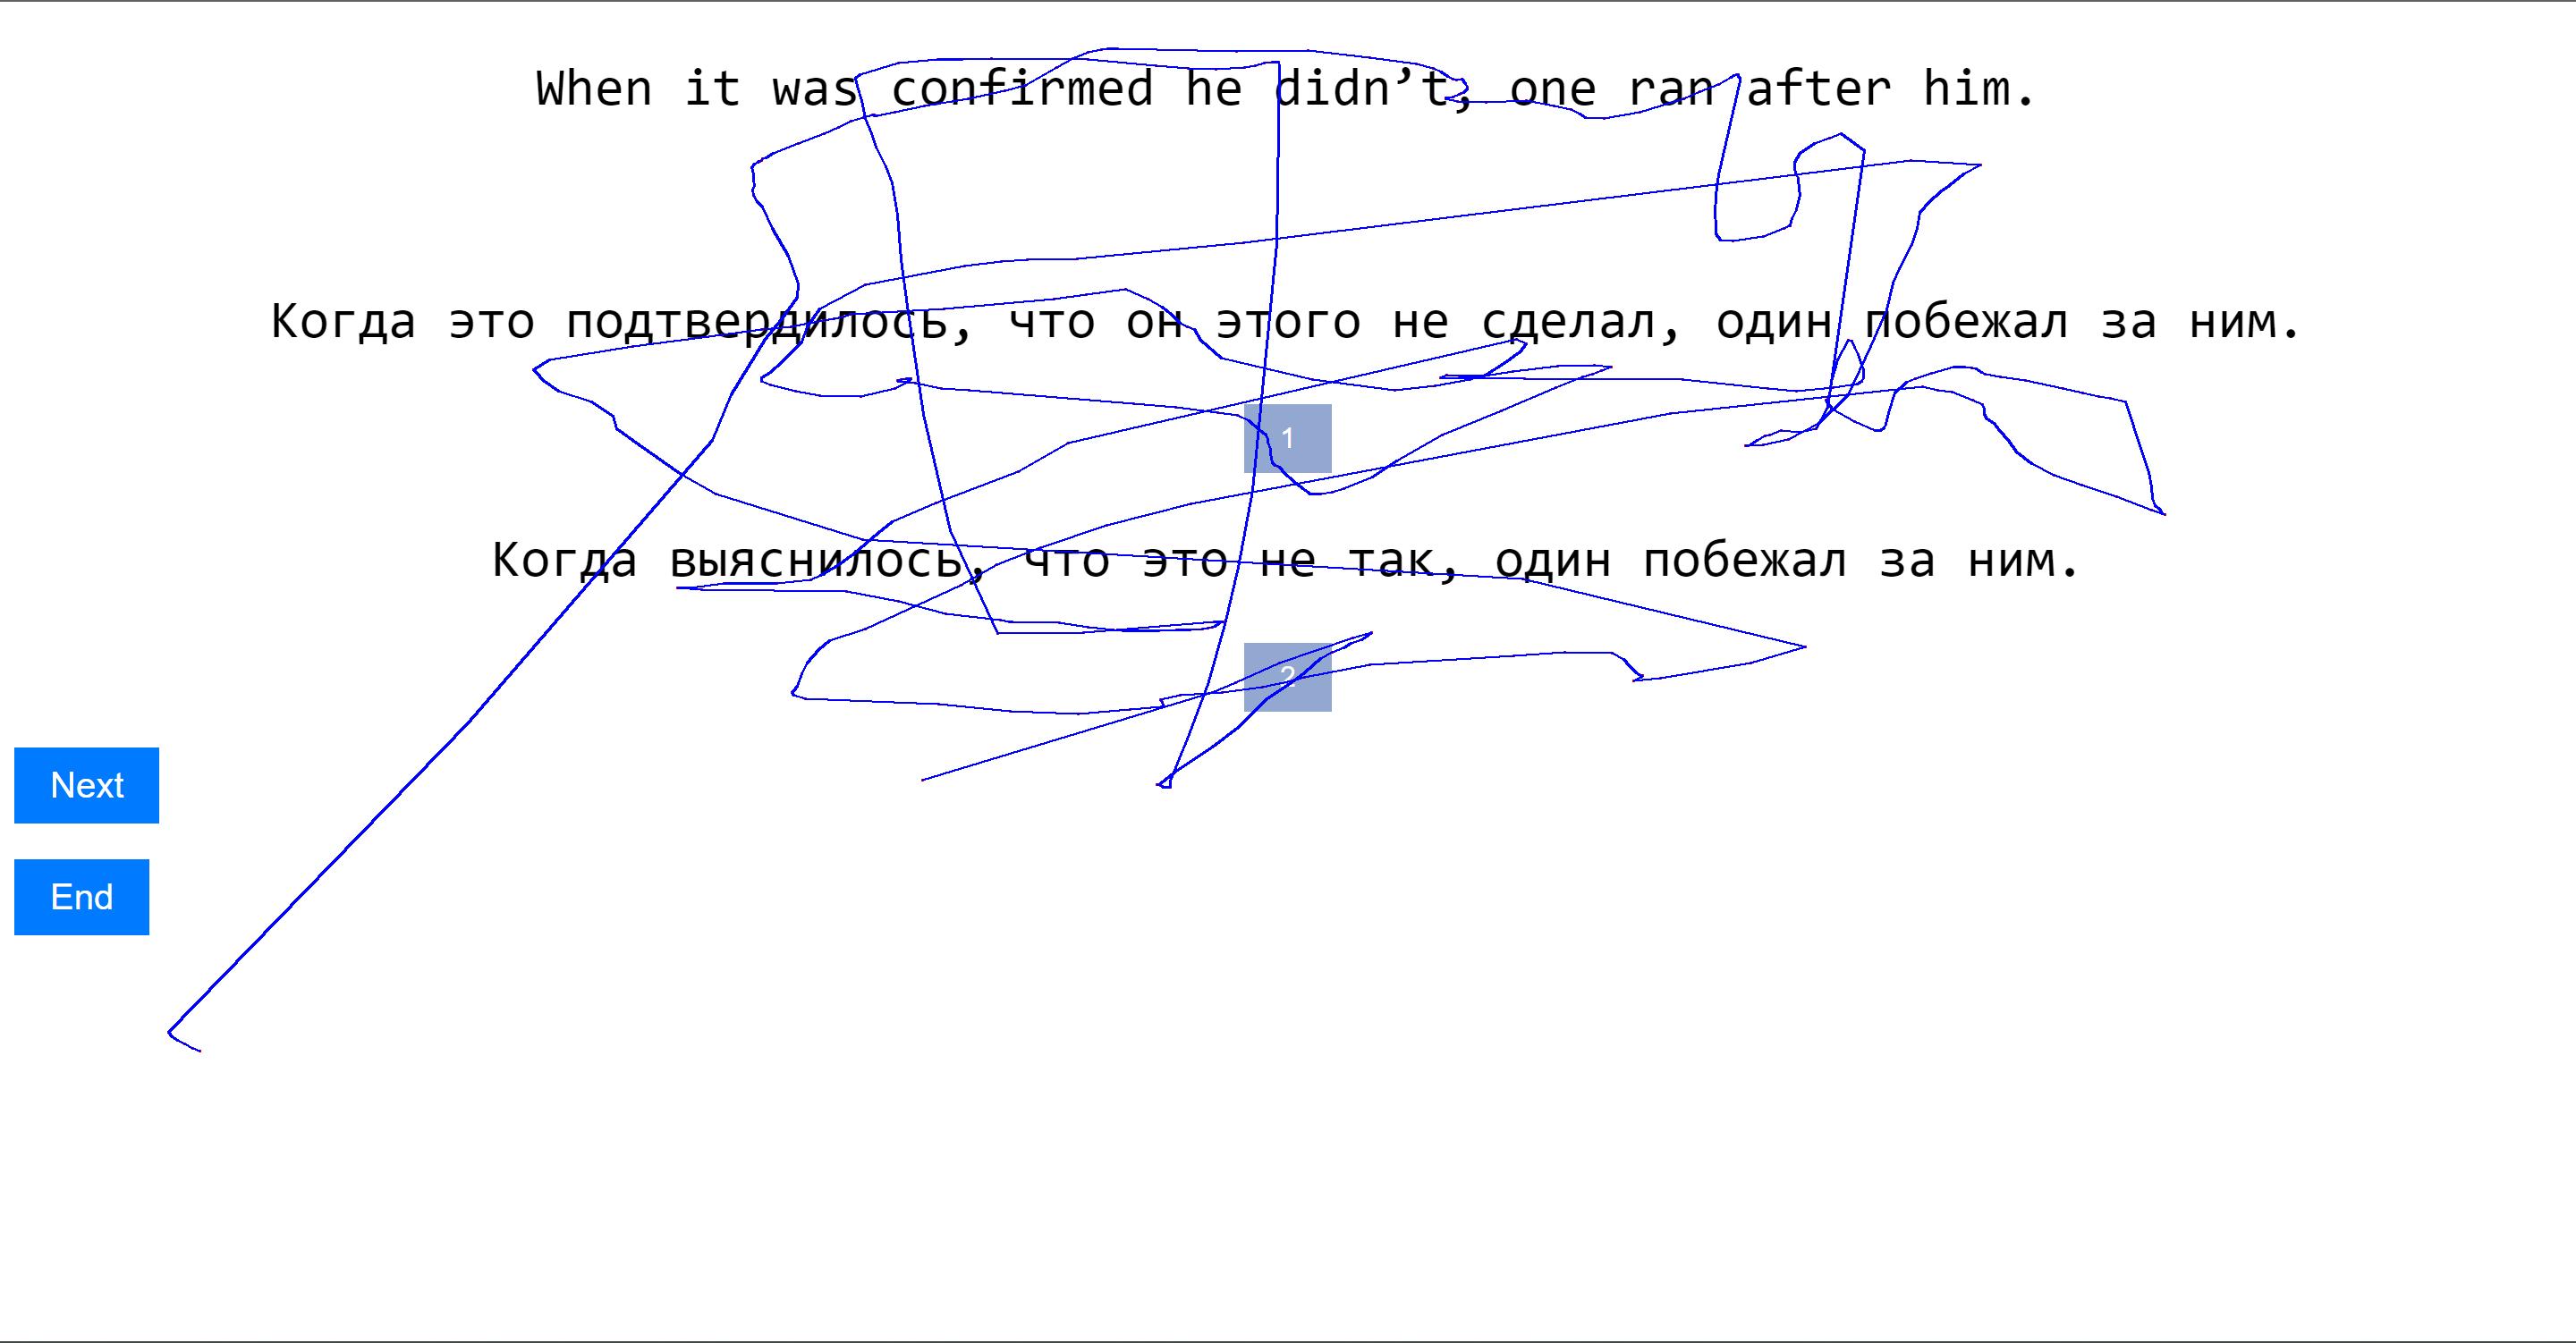 When it was confirmed he didn’t, one ran after him.
Когда это подтвердилось, что он этого не сделал, один побежал за ним.
1
Когда выяснилось, что это не так, один побежал за ним.
2
Next
End